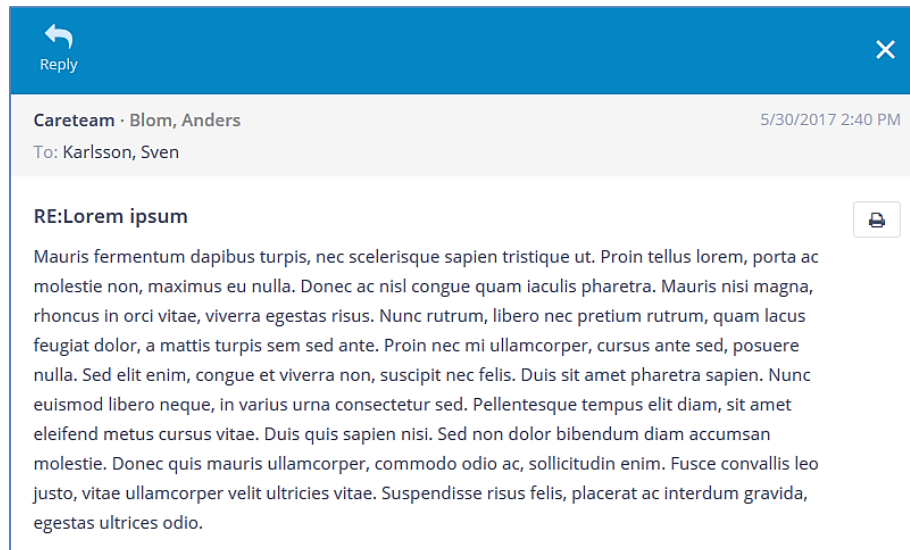 Reply
Careteam · Blom, Anders
5/30/2017 2:40 PM
To: Karlsson, Sven
RE:Lorem ipsum
Mauris fermentum dapibus turpis, nec scelerisque sapien tristique ut. Proin tellus lorem, porta ac
molestie non, maximus eu nulla. Donec ac nisl congue quam iaculis pharetra. Mauris nisi magna,
rhoncus in orci vitae, viverra egestas risus. Nunc rutrum, libero nec pretium rutrum, quam lacus
feugiat dolor, a mattis turpis sem sed ante. Proin nec mi ullamcorper, cursus ante sed, posuere
nulla. Sed elit enim, congue et viverra non, suscipit nec felis. Duis sit amet pharetra sapien. Nunc
euismod libero neque, in varius urna consectetur sed. Pellentesque tempus elit diam, sit amet
eleifend metus cursus vitae. Duis quis sapien nisi. Sed non dolor bibendum diam accumsan
molestie. Donec quis mauris ullamcorper, commodo odio ac, sollicitudin enim. Fusce convallis leo
justo, vitae ullamcorper velit ultricies vitae. Suspendisse risus felis, placerat ac interdum gravida,
egestas ultrices odio.